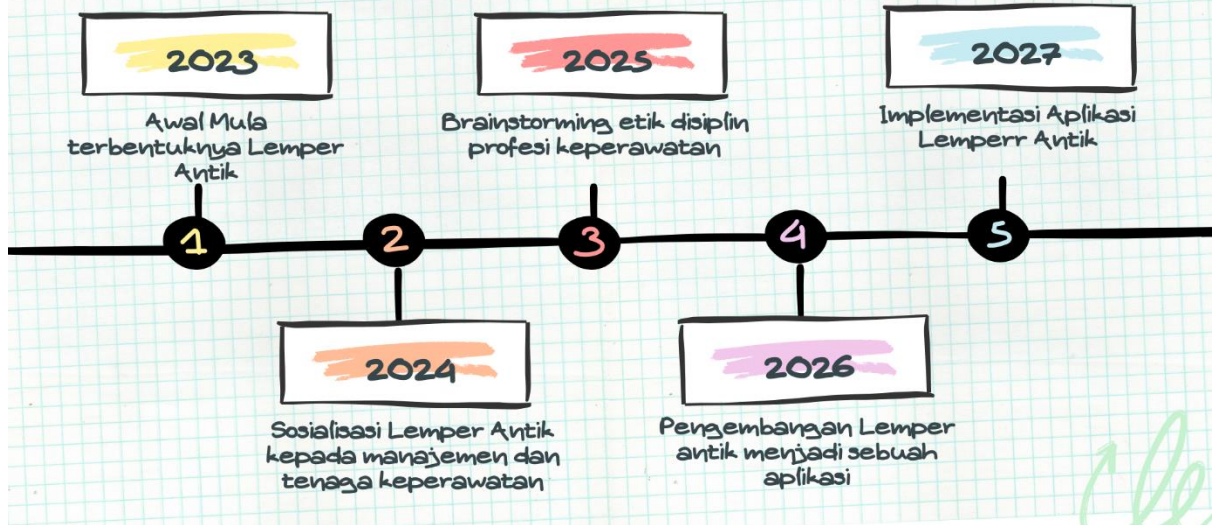 2023
Awal Mula
terbentuknya Lemper
Antik
2025
Brainstorming etik disiplin
profesi keperawatan
2027
Implementasi Aplikasi
Lemperr Antik
1
2
3
4
5
2024
Sosialisasi Lemper Antik
kepada manajemen dan
tenaga keperawatan
2026
Pengembangan Lemper
antik menjadi sebuah
aplikasi